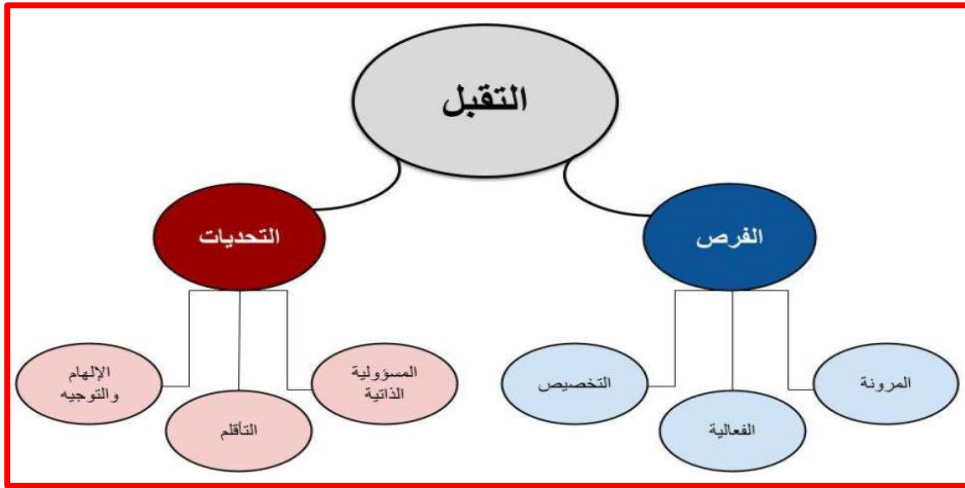 التقبل
الفرص
التحديات
المرونة
الفعالية
التخصيص
المسؤولية
الذاتية
التأقلم
الإلهام
والتوجيه